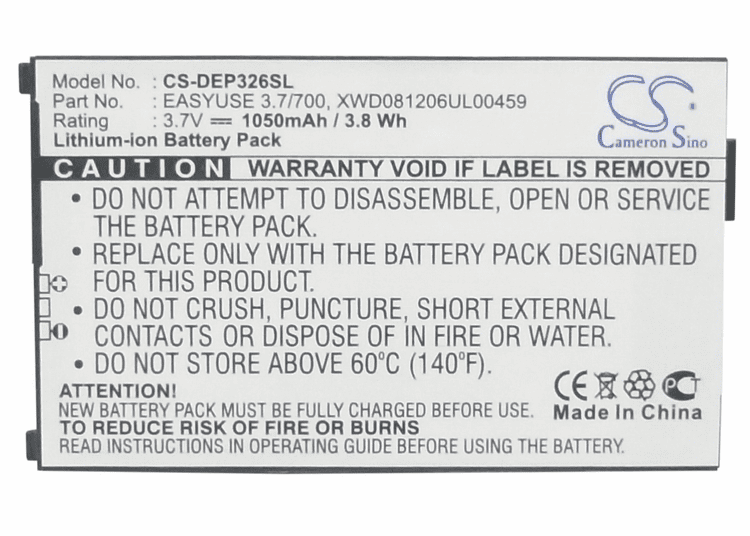 Model No. : CS-DEP326SL
Part No. : EASYUSE 3.7/700, XWD081206UL00459
Rating : 3.7V 1050mAh / 3.8 Wh
Lithium-ion Battery Pack
CS
Cameron Sino
CAUTION WARRANTY VOID IF LABEL IS REMOVED
• DO NOT ATTEMPT TO DISASSEMBLE, OPEN OR SERVICE
THE BATTERY PACK.
• REPLACE ONLY WITH THE BATTERY PACK DESIGNATED
FOR THIS PRODUCT.
• DO NOT CRUSH, PUNCTURE, SHORT EXTERNAL
CONTACTS OR DISPOSE OF IN FIRE OR WATER.
• DO NOT STORE ABOVE 60°C (140°F).
ATTENTION!
NEW BATTERY PACK MUST BE FULLY CHARGED BEFORE USE
TO REDUCE RISK OF FIRE OR BURNS
READ INSTRUCTIONS IN OPERATING GUIDE BEFORE BATTERY USE.
CE PCT
Made In China